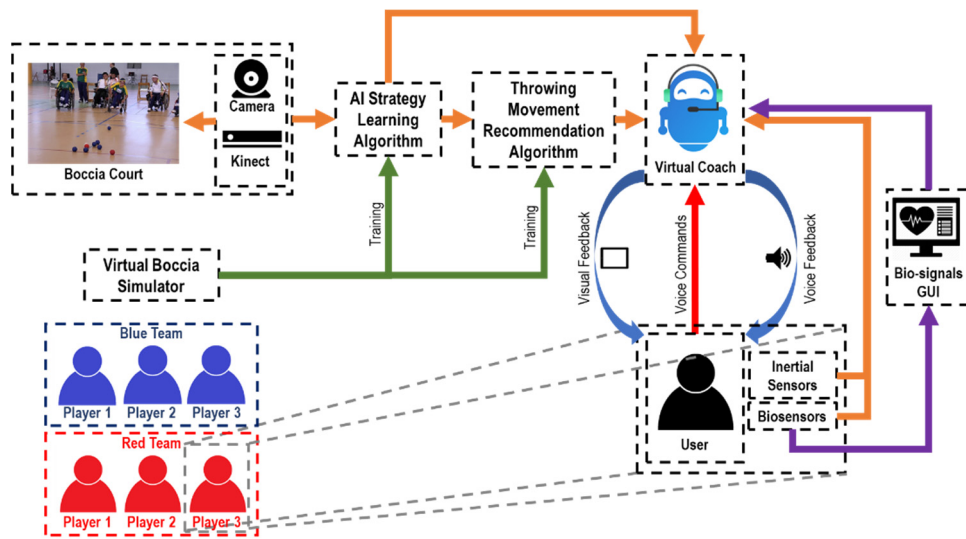 Camera
Kinect
Boccia Court
AI Strategy
Learning
Algorithm
Throwing
Movement
Recommendation
Algorithm
Virtual Coach
Training
Training
Virtual Boccia
Simulator
Visual Feedback
Voice Commands
Voice Feedback
Bio-signals
GUI
Blue Team
Player 1
Player 2
Player 3
Red Team
Player 1
Player 2
Player 3
User
Inertial
Sensors
Biosensors